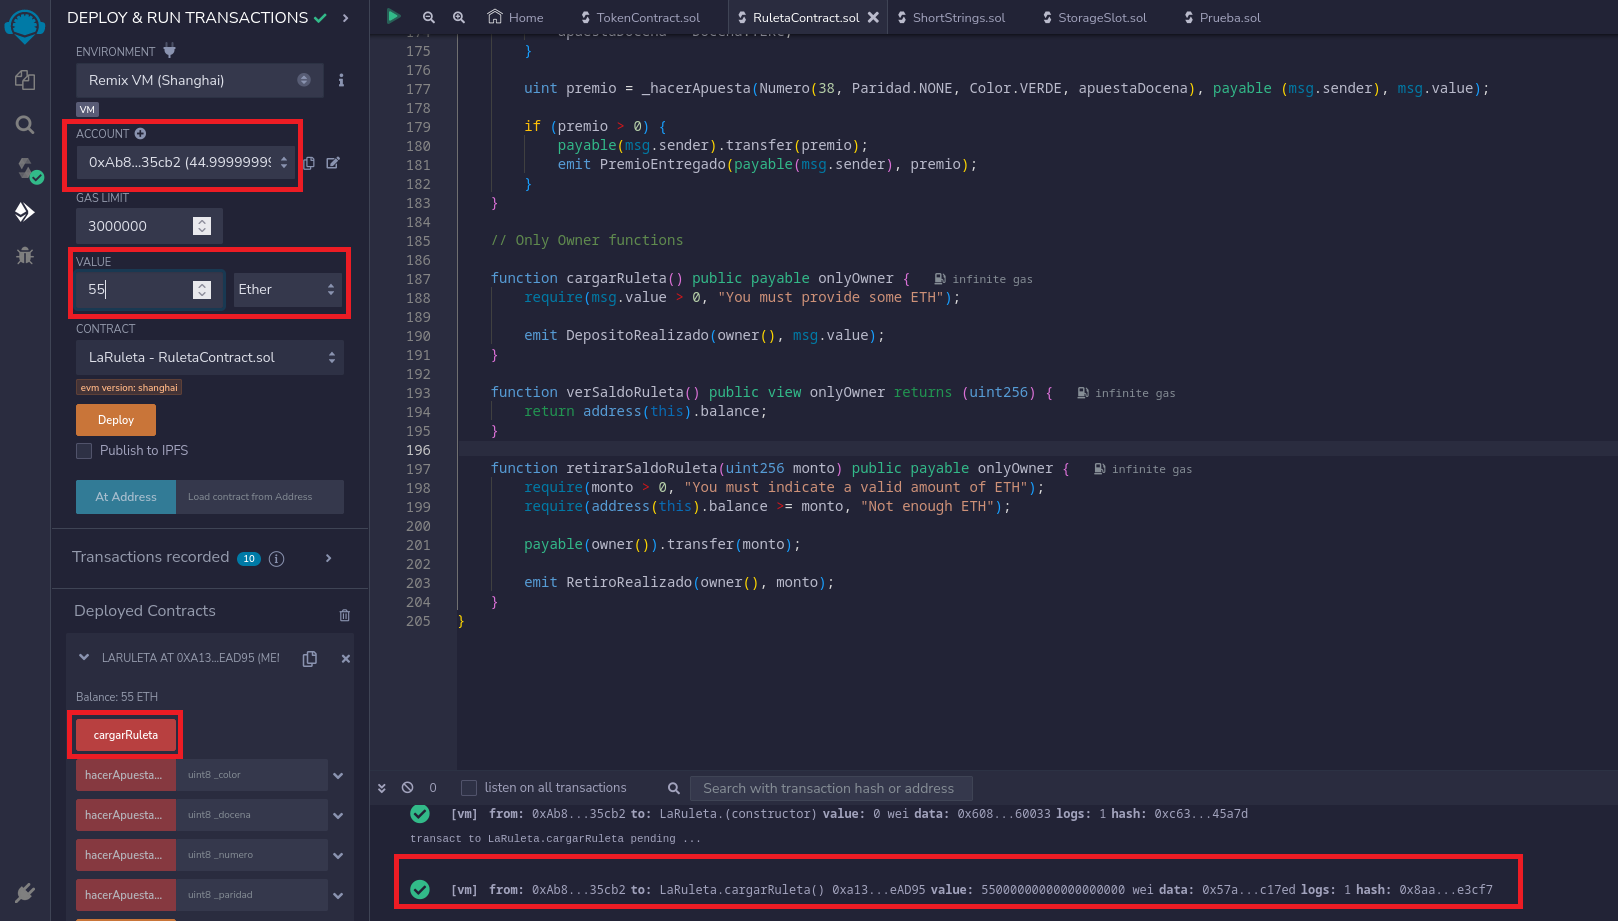 DEPLOY & RUN TRANSACTIONS
ENVIRONMENT
Remix VM (Shanghai)
VM
ACCOUNT
0xAb8...35cb2 (44.99999999
GAS LIMIT
3000000
VALUE
55
Ether
CONTRACT
LaRuleta - RuletaContract.sol
evm version: shanghai
Deploy
Publish to IPFS
At Address
Load contract from Address
Transactions recorded 10 i
Deployed Contracts
LARULETA AT 0XA13...EAD95 (MEI
Balance: 55 ETH
cargarRuleta
hacerApuesta... uint8 _color
hacerApuesta... uint8 _docena
hacerApuesta... uint8 _numero
hacerApuesta... uint8 _paridad
Home
TokenContract.sol
RuletaContract.sol
ShortStrings.sol
StorageSlot.sol
Prueba.sol
175 }
176
177 uint premio = _hacerApuesta(Numero(38, Paridad.NONE, Color.VERDE, apuestaDocena), payable (msg.sender), msg.value);
178
179 if (premio > 0) {
180 payable(msg.sender).transfer(premio);
181 emit PremioEntregado(payable(msg.sender), premio);
182 }
183 }
184
185 // Only Owner functions
186
187 function cargarRuleta() public payable onlyOwner { infinite gas
188 require(msg.value > 0, "You must provide some ETH");
189
190 emit DepositoRealizado(owner(), msg.value);
191 }
192
193 function verSaldoRuleta() public view onlyOwner returns (uint256) { infinite gas
194 return address(this).balance;
195 }
196
197 function retirarSaldoRuleta(uint256 monto) public payable onlyOwner { infinite gas
198 require(monto > 0, "You must indicate a valid amount of ETH");
199 require(address(this).balance >= monto, "Not enough ETH");
200
201 payable(owner()).transfer(monto);
202
203 emit RetiroRealizado(owner(), monto);
204 }
205 }
0
listen on all transactions
Search with transaction hash or address
[vm] from: 0xAb8...35cb2 to: LaRuleta.(constructor) value: 0 wei data: 0x608...60033 logs: 1 hash: 0xc63...45a7d
transact to LaRuleta.cargarRuleta pending ...
[vm] from: 0xAb8...35cb2 to: LaRuleta.cargarRuleta() 0xa13...eAD95 value: 55000000000000000000 wei data: 0x57a...c17ed logs: 1 hash: 0x8aa...e3cf7